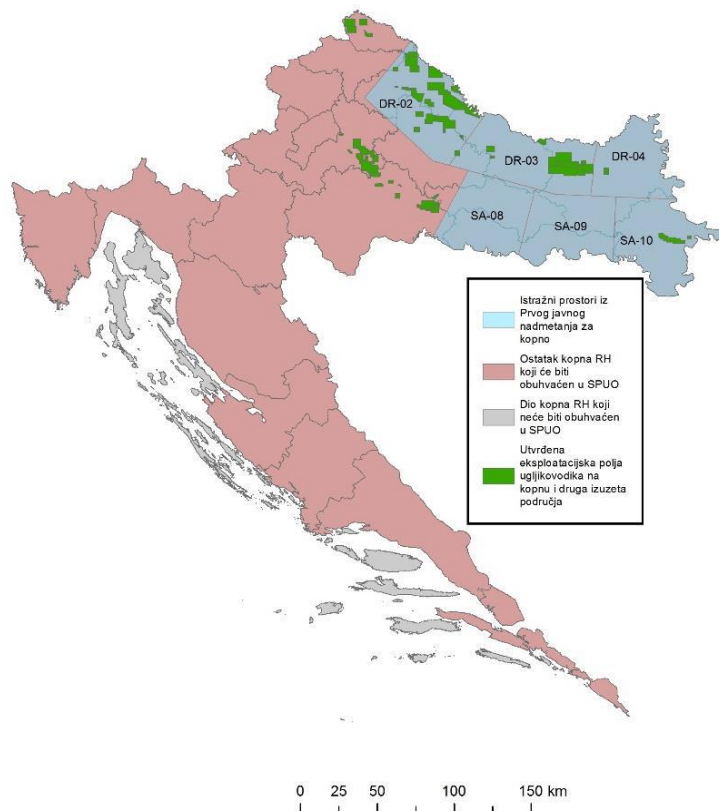 DR-02
DR-03
DR-04
SA-08
SA-09
SA-10
Istražni prostori iz
Prvog javnog
nadmetanja za
kopno
Ostatak kopna RH
koji će biti
obuhvaćen u SPUO
Dio kopna RH koji
neće biti obuhvaćen
u SPUO
Utvrđena
eksploatacijska polja
ugljikovodika na
kopnu i druga izuzeta
područja
0 25 50 100 150 km